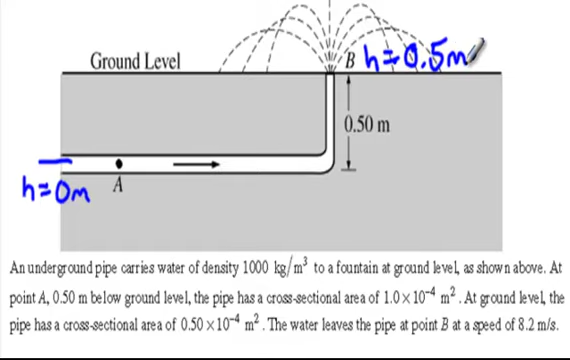 Ground Level
B h=0.5m
0.50 m
h=0m
A
An underground pipe carries water of density 1000 kg/m³ to a fountain at ground level, as shown above. At
point A, 0.50 m below ground level, the pipe has a cross-sectional area of 1.0×10⁻⁴ m². At ground level, the
pipe has a cross-sectional area of 0.50×10⁻⁴ m². The water leaves the pipe at point B at a speed of 8.2 m/s.